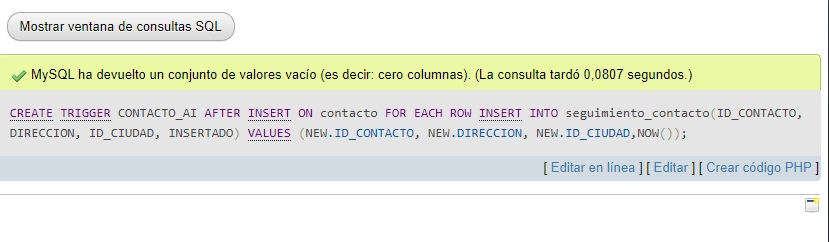 Mostrar ventana de consultas SQL
MySQL ha devuelto un conjunto de valores vacío (es decir: cero columnas). (La consulta tardó 0,0807 segundos.)
CREATE TRIGGER CONTACTO_AI AFTER INSERT ON contacto FOR EACH ROW INSERT INTO seguimiento_contacto(ID_CONTACTO,
DIRECCION, ID_CIUDAD, INSERTADO) VALUES (NEW.ID_CONTACTO, NEW.DIRECCION, NEW.ID_CIUDAD,NOW());
[ Editar en línea ] [ Editar ] [ Crear código PHP ]